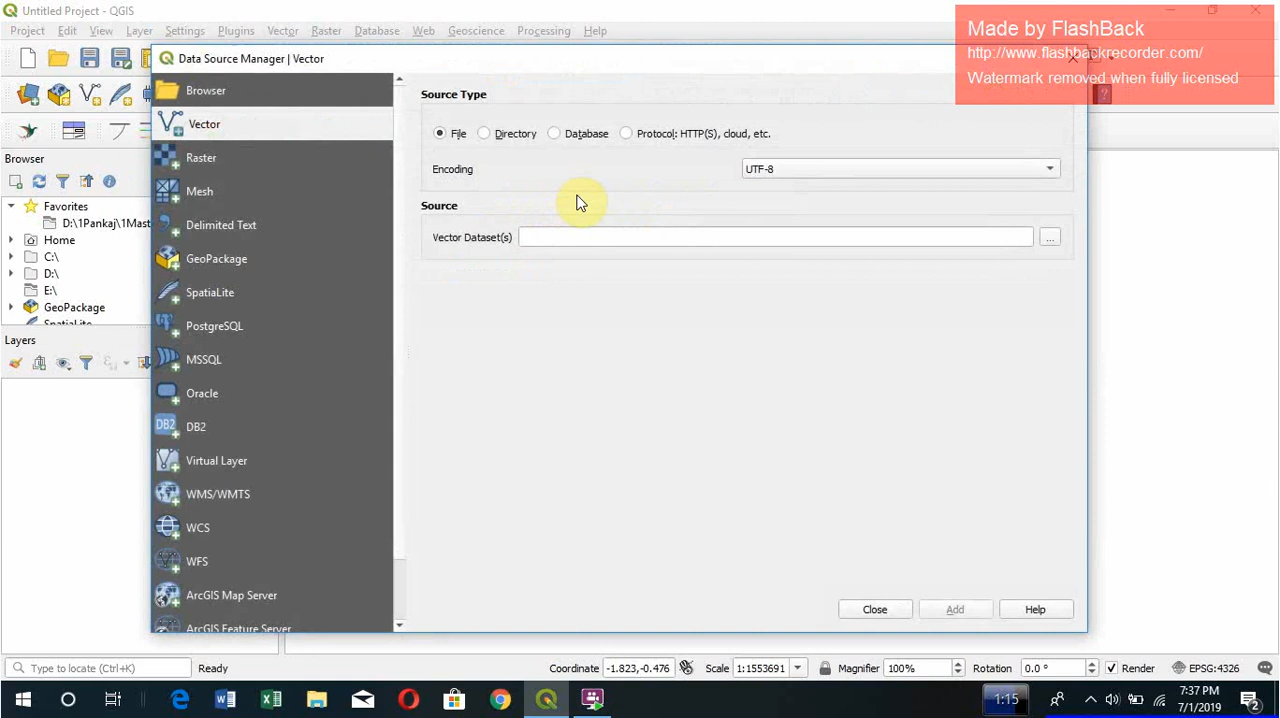 Untitled Project - QGIS
Project Edit View Layer Settings Plugins Vector Raster Database Web Geoscience Processing Help
Made by FlashBack
http://www.flashbackrecorder.com/
Watermark removed when fully licensed
Data Source Manager | Vector
Browser
Vector
Raster
Mesh
Delimited Text
GeoPackage
SpatiaLite
PostgreSQL
MSSQL
Oracle
DB2
DB2
Virtual Layer
WMS/WMTS
WCS
WFS
ArcGIS Map Server
ArcGIS Feature Server
Source Type
File Directory Database Protocol: HTTP(S), cloud, etc.
Encoding UTF-8
Source
Vector Dataset(s) ...
Close Add Help
Browser
Favorites
D:\1Pankaj\1Mast
Home
C:\
D:\
E:\
GeoPackage
SpatiaLite
Layers
Type to locate (Ctrl+K) Ready Coordinate -1.823,-0.476 Scale 1:1553691 Magnifier 100% Rotation 0.0 ° Render EPSG:4326
1:15
7:37 PM
7/1/2019
2